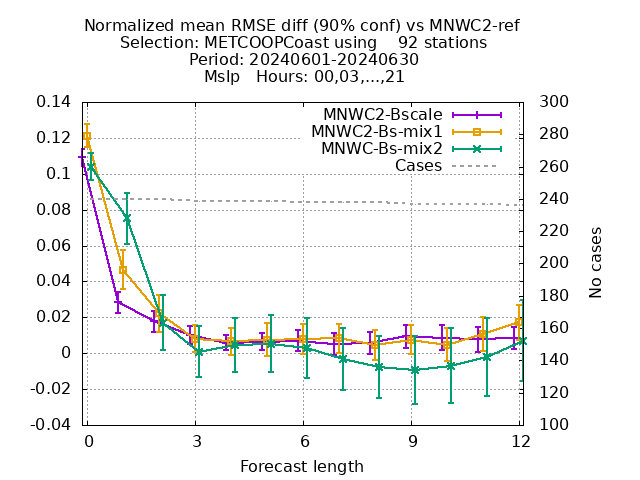 Normalized mean RMSE diff (90% conf) vs MNWC2-ref
Selection: METCOOPCoast using    92 stations
Period: 20240601-20240630
Mslp   Hours: 00,03,...,21
MNWC2-Bscale
MNWC2-Bs-mix1
MNWC-Bs-mix2
Cases
0.14
0.12
0.1
0.08
0.06
0.04
0.02
0
-0.02
-0.04
300
280
260
240
220
200
180
160
140
120
100
No cases
0 3 6 9 12
Forecast length